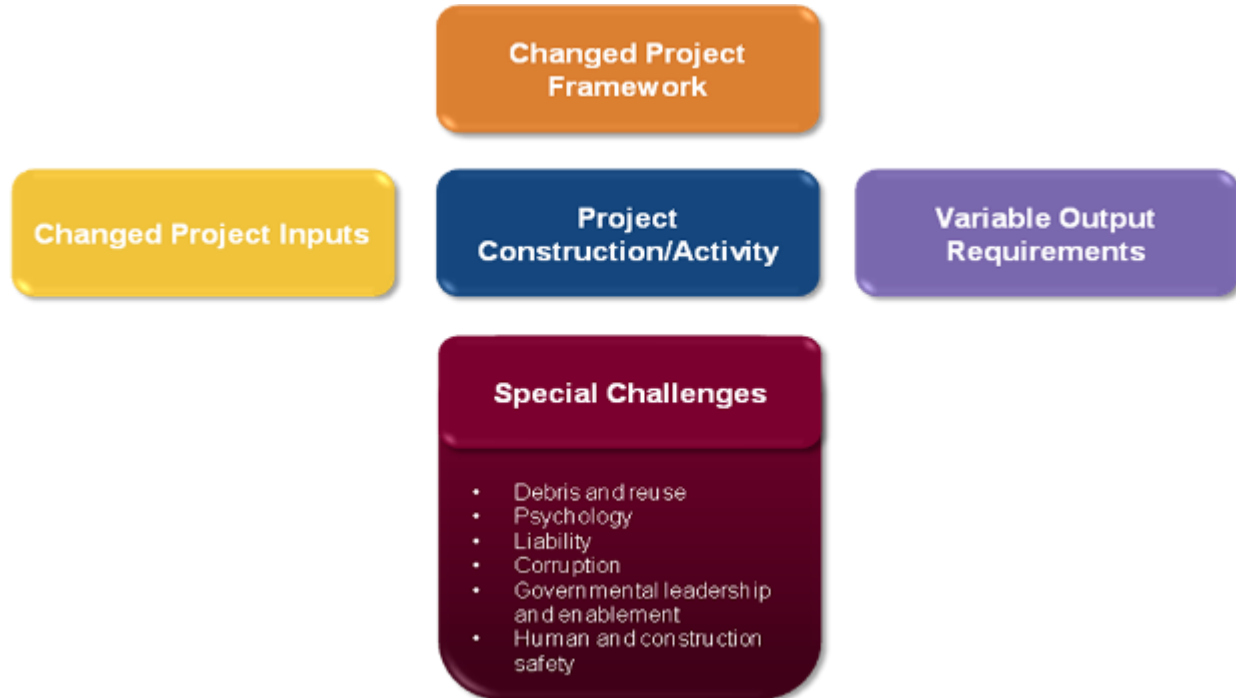 Changed Project
Framework
Changed Project Inputs
Project
Construction/Activity
Variable Output
Requirements
Special Challenges
• Debris and reuse
• Psychology
• Liability
• Corruption
• Governmental leadership
and enablement
• Human and construction
safety